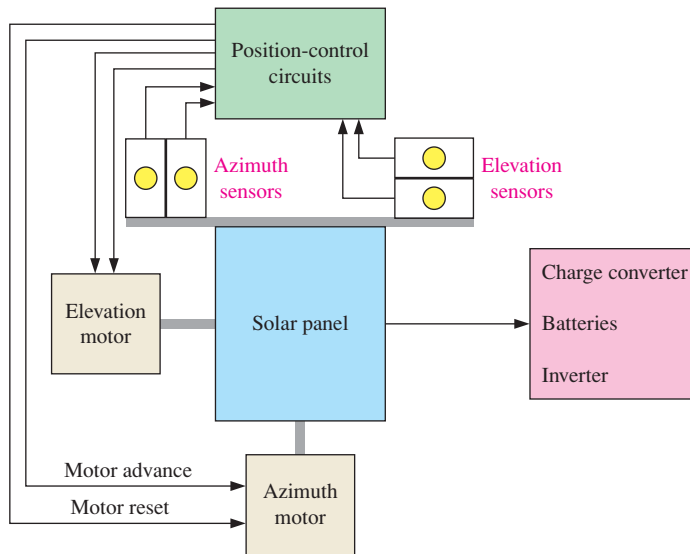 Position-control
circuits
Azimuth
sensors
Elevation
sensors
Elevation
motor
Solar panel
Charge converter
Batteries
Inverter
Motor advance
Motor reset
Azimuth
motor